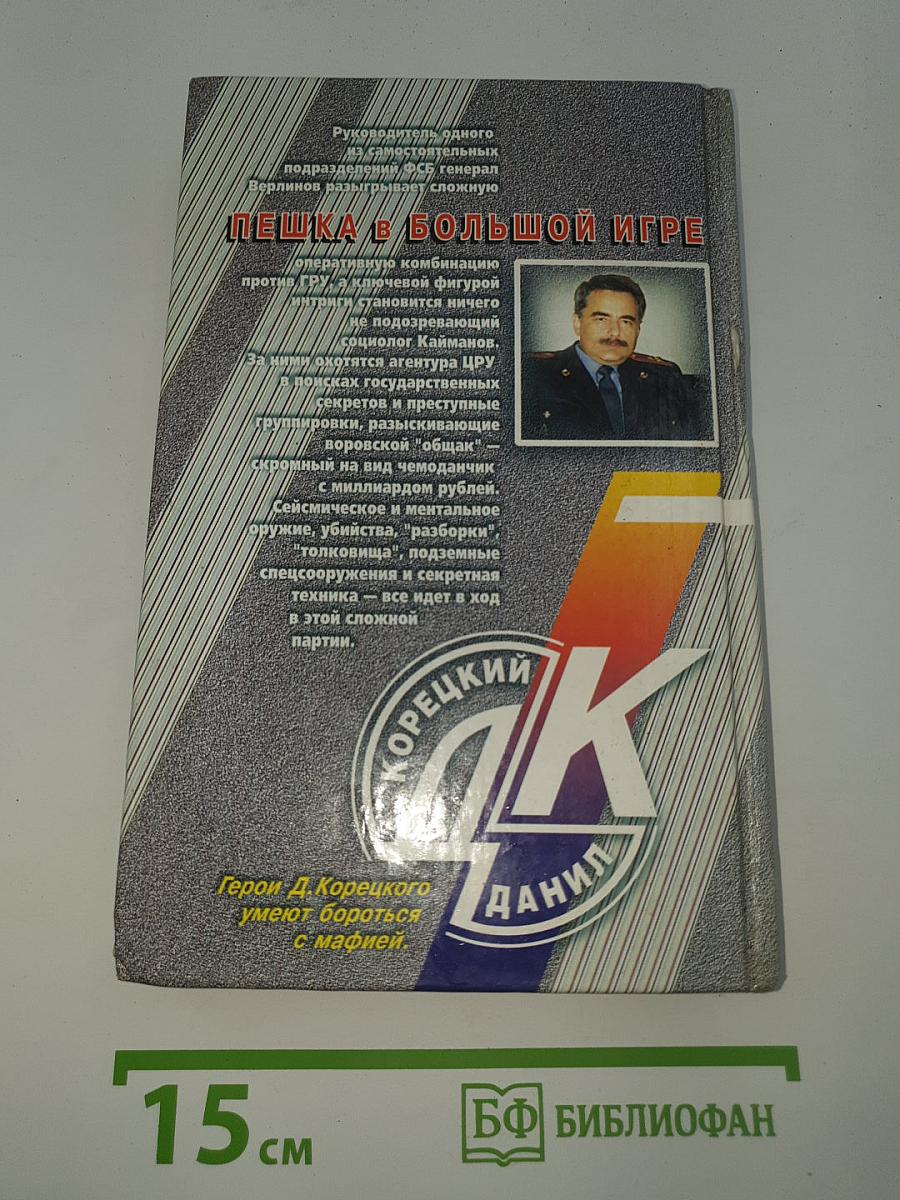 Руководитель одного
из самостоятельных
подразделений ФСБ генерал
Верлинов разыгрывает сложную
ПЕШКА в БОЛЬШОЙ ИГРЕ
оперативную комбинацию
против ГРУ, а ключевой фигурой
интриги становится ничего
не подозревающий
социолог Кайманов.
За ними охотятся агентура ЦРУ
в поисках государственных
секретов и преступные
группировки, разыскивающие
воровской "общак" —
скромный на вид чемоданчик
с миллиардом рублей.
Сейсмическое и ментальное
оружие, убийства, "разборки",
"толковища", подземные
спецсооружения и секретная
техника — все идет в ход
в этой сложной
партии.
КОРЕЦКИЙ
ДК
ДАНИЛ
Герои Д.Корецкого
умеют бороться
с мафией.
15 см
БФ БИБЛИОФАН